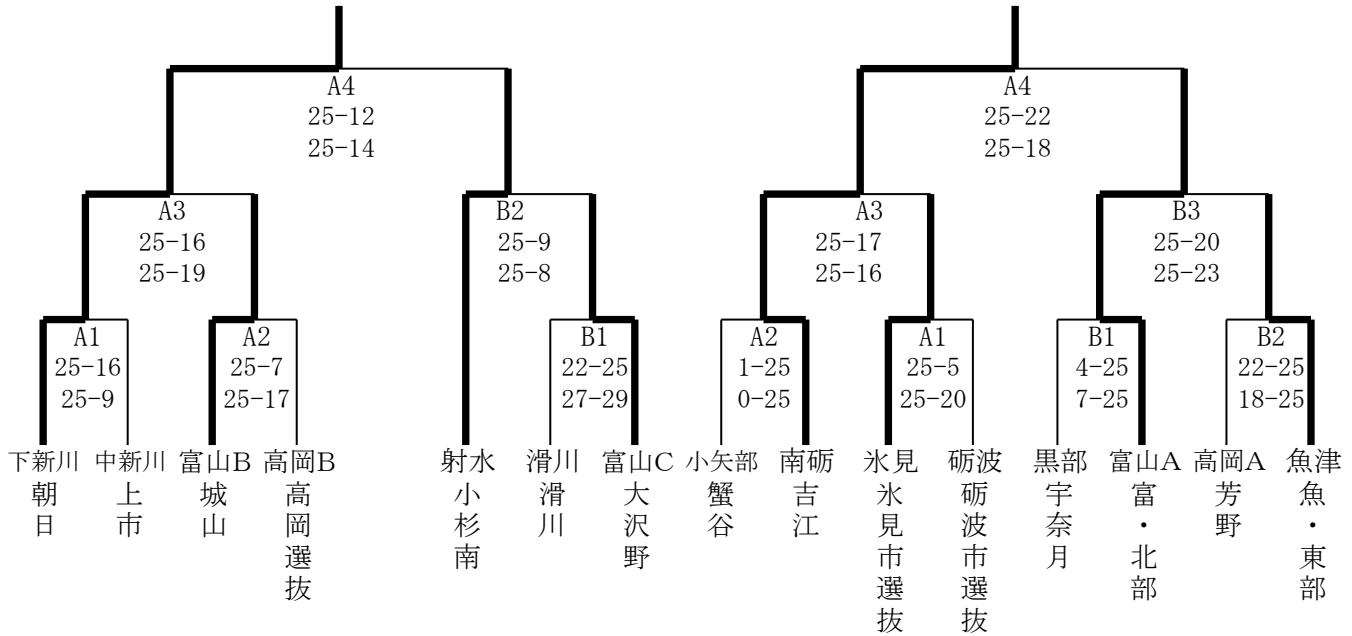 A4
25-12
25-14
A4
25-22
25-18
A3
25-16
25-19
B2
25-9
25-8
A3
25-17
25-16
B3
25-20
25-23
A1
25-16
25-9
A2
25-7
25-17
B1
22-25
27-29
A2
1-25
0-25
A1
25-5
25-20
B1
4-25
7-25
B2
22-25
18-25
下新川
朝日
中新川
上市
富山B
城山
高岡B
高岡選抜
射水
小杉南
滑川
滑川
富山C
大沢野
小矢部
蟹谷
南砺
吉江
氷見
氷見市選抜
砺波
砺波市選抜
黒部
宇奈月
富山A
富・北部
高岡A
芳野
魚津
魚・東部